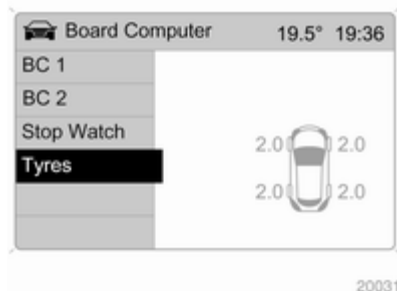 Board Computer 19.5° 19:36
BC 1
BC 2
Stop Watch
Tyres
2.0 2.0
2.0 2.0
20031